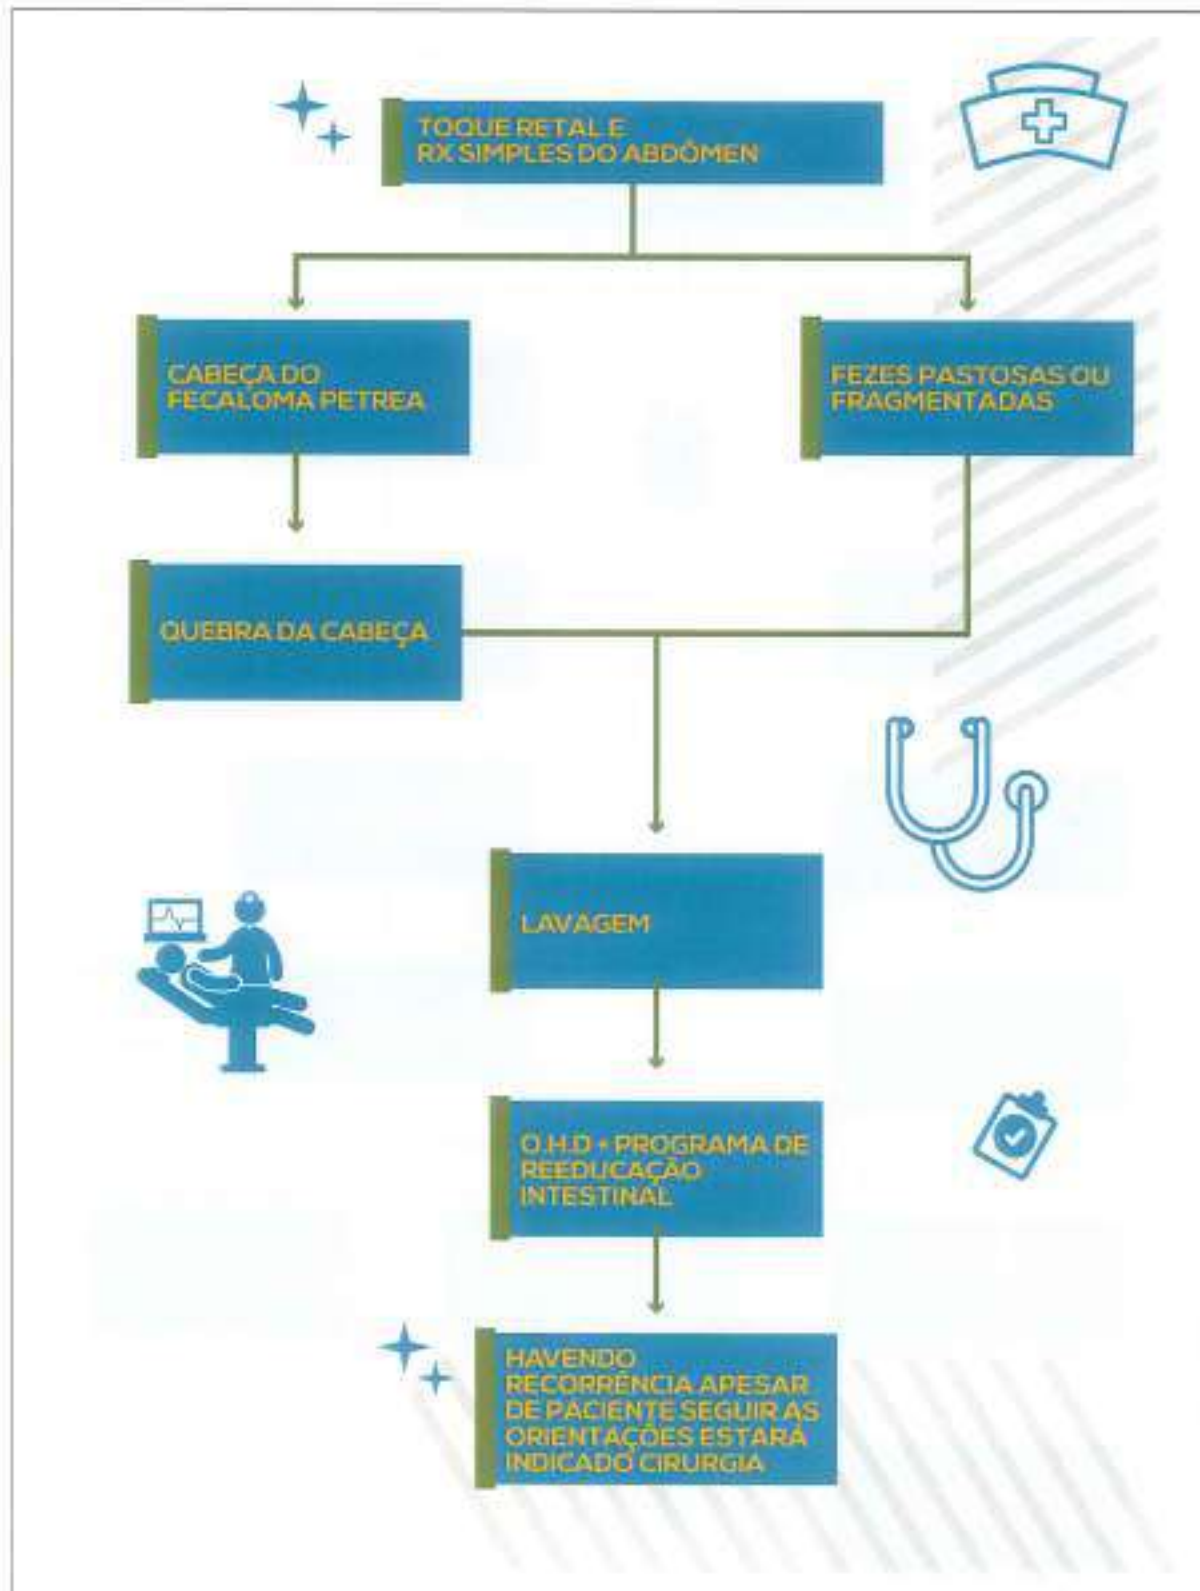 TOQUE RETAL E
RX SIMPLES DO ABDÔMEN
CABEÇA DO
FECALOMA PETREA
FEZES PASTOSAS OU
FRAGMENTADAS
QUEBRA DA CABEÇA
LAVAGEM
O.H.D + PROGRAMA DE
REEDUCAÇÃO
INTESTINAL
HAVENDO
RECORRÊNCIA APESAR
DE PACIENTE SEGUIR AS
ORIENTAÇÕES ESTARÁ
INDICADO CIRURGIA